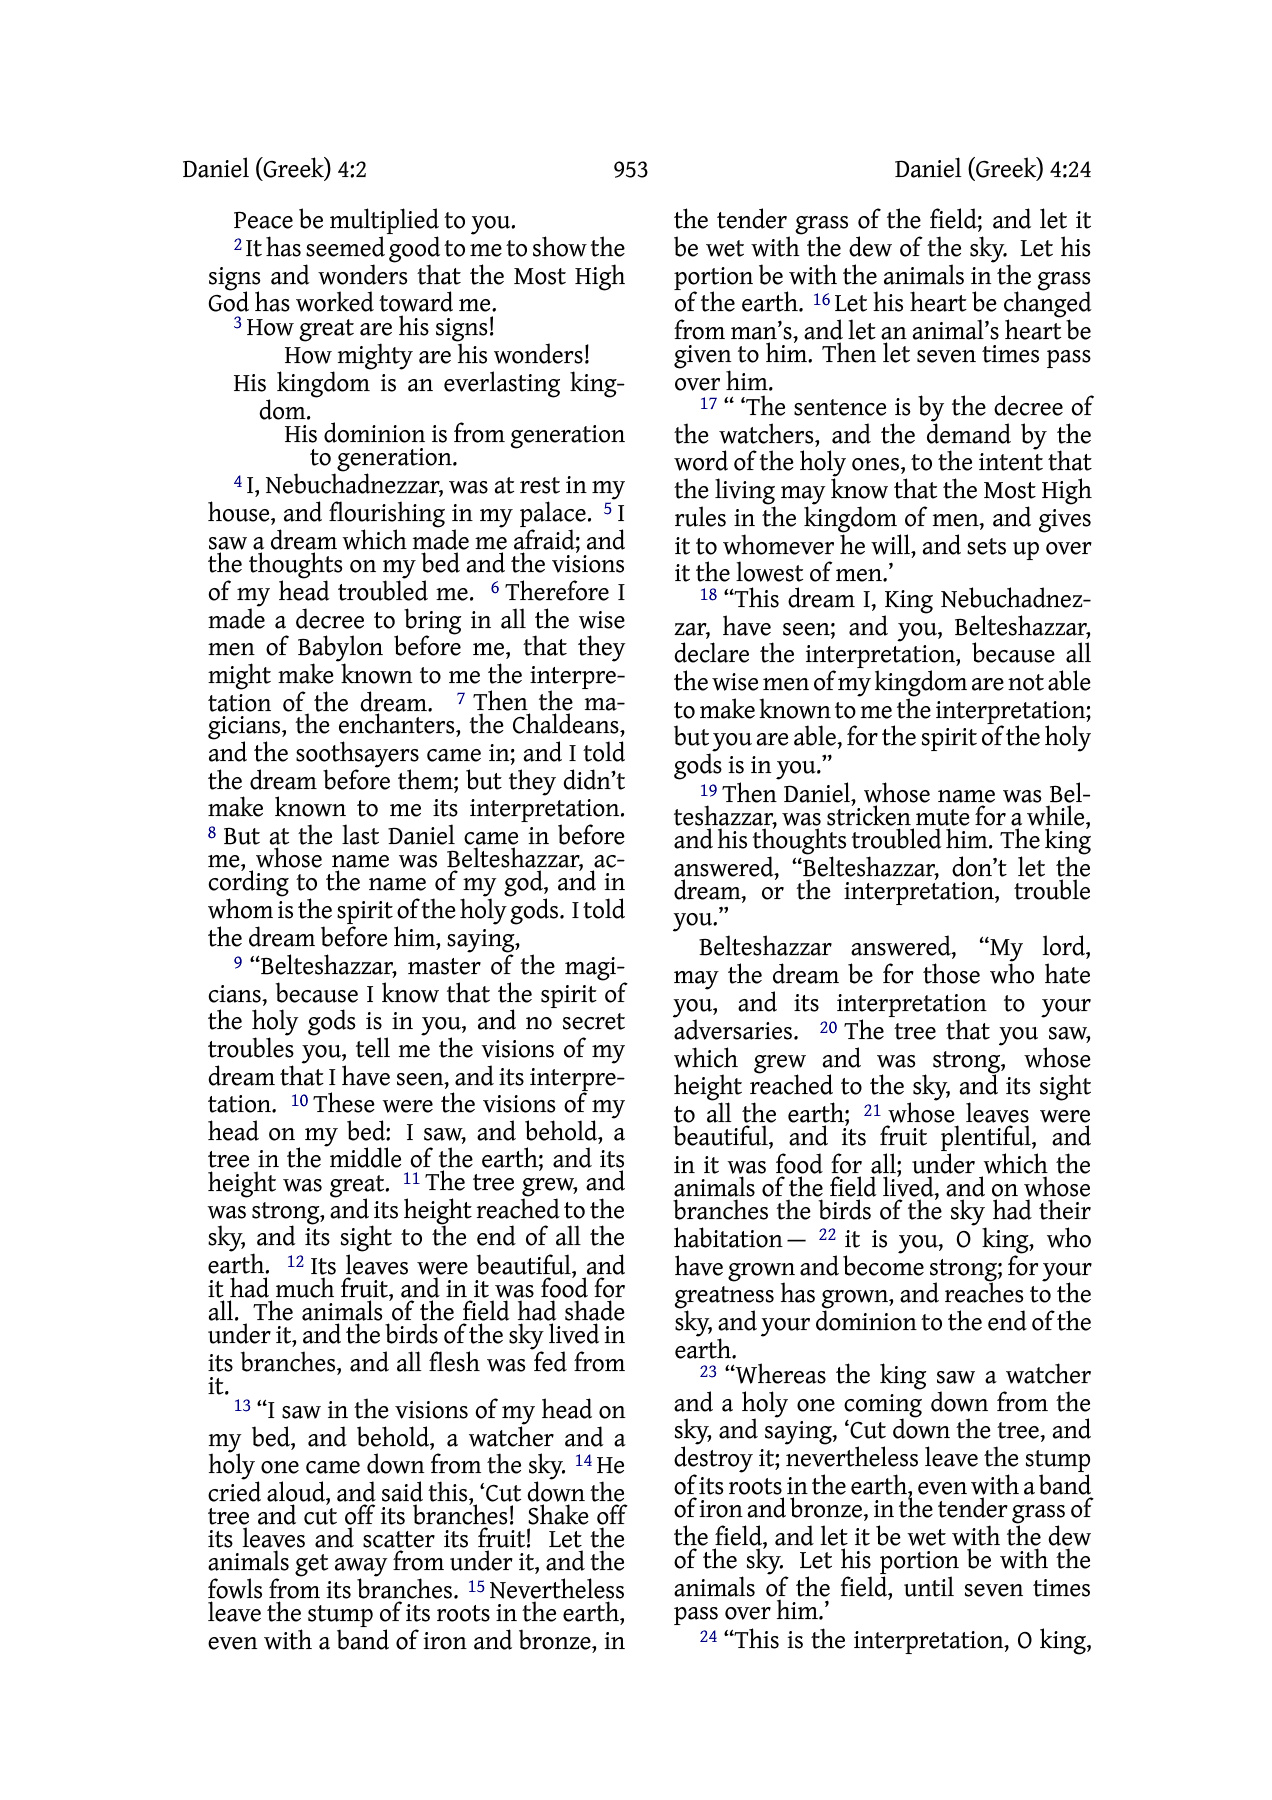 Daniel (Greek) 4:2 953 Daniel (Greek) 4:24
Peace be multiplied to you.
2 It has seemed good to me to show the
signs and wonders that the Most High
God has worked toward me.
3 How great are his signs!
How mighty are his wonders!
His kingdom is an everlasting king-
dom.
His dominion is from generation
to generation.
4 I, Nebuchadnezzar, was at rest in my
house, and flourishing in my palace. 5 I
saw a dream which made me afraid; and
the thoughts on my bed and the visions
of my head troubled me. 6 Therefore I
made a decree to bring in all the wise
men of Babylon before me, that they
might make known to me the interpre-
tation of the dream. 7 Then the ma-
gicians, the enchanters, the Chaldeans,
and the soothsayers came in; and I told
the dream before them; but they didn’t
make known to me its interpretation.
8 But at the last Daniel came in before
me, whose name was Belteshazzar, ac-
cording to the name of my god, and in
whom is the spirit of the holy gods. I told
the dream before him, saying,
9 “Belteshazzar, master of the magi-
cians, because I know that the spirit of
the holy gods is in you, and no secret
troubles you, tell me the visions of my
dream that I have seen, and its interpre-
tation. 10 These were the visions of my
head on my bed: I saw, and behold, a
tree in the middle of the earth; and its
height was great. 11 The tree grew, and
was strong, and its height reached to the
sky, and its sight to the end of all the
earth. 12 Its leaves were beautiful, and
it had much fruit, and in it was food for
all. The animals of the field had shade
under it, and the birds of the sky lived in
its branches, and all flesh was fed from
it.
13 “I saw in the visions of my head on
my bed, and behold, a watcher and a
holy one came down from the sky. 14 He
cried aloud, and said this, ‘Cut down the
tree and cut off its branches! Shake off
its leaves and scatter its fruit! Let the
animals get away from under it, and the
fowls from its branches. 15 Nevertheless
leave the stump of its roots in the earth,
even with a band of iron and bronze, in
the tender grass of the field; and let it
be wet with the dew of the sky. Let his
portion be with the animals in the grass
of the earth. 16 Let his heart be changed
from man’s, and let an animal’s heart be
given to him. Then let seven times pass
over him.
17 “ ‘The sentence is by the decree of
the watchers, and the demand by the
word of the holy ones, to the intent that
the living may know that the Most High
rules in the kingdom of men, and gives
it to whomever he will, and sets up over
it the lowest of men.’
18 “This dream I, King Nebuchadnez-
zar, have seen; and you, Belteshazzar,
declare the interpretation, because all
the wise men of my kingdom are not able
to make known to me the interpretation;
but you are able, for the spirit of the holy
gods is in you.”
19 Then Daniel, whose name was Bel-
teshazzar, was stricken mute for a while,
and his thoughts troubled him. The king
answered, “Belteshazzar, don’t let the
dream, or the interpretation, trouble
you.”
Belteshazzar answered, “My lord,
may the dream be for those who hate
you, and its interpretation to your
adversaries. 20 The tree that you saw,
which grew and was strong, whose
height reached to the sky, and its sight
to all the earth; 21 whose leaves were
beautiful, and its fruit plentiful, and
in it was food for all; under which the
animals of the field lived, and on whose
branches the birds of the sky had their
habitation— 22 it is you, O king, who
have grown and become strong; for your
greatness has grown, and reaches to the
sky, and your dominion to the end of the
earth.
23 “Whereas the king saw a watcher
and a holy one coming down from the
sky, and saying, ‘Cut down the tree, and
destroy it; nevertheless leave the stump
of its roots in the earth, even with a band
of iron and bronze, in the tender grass of
the field, and let it be wet with the dew
of the sky. Let his portion be with the
animals of the field, until seven times
pass over him.’
24 “This is the interpretation, O king,